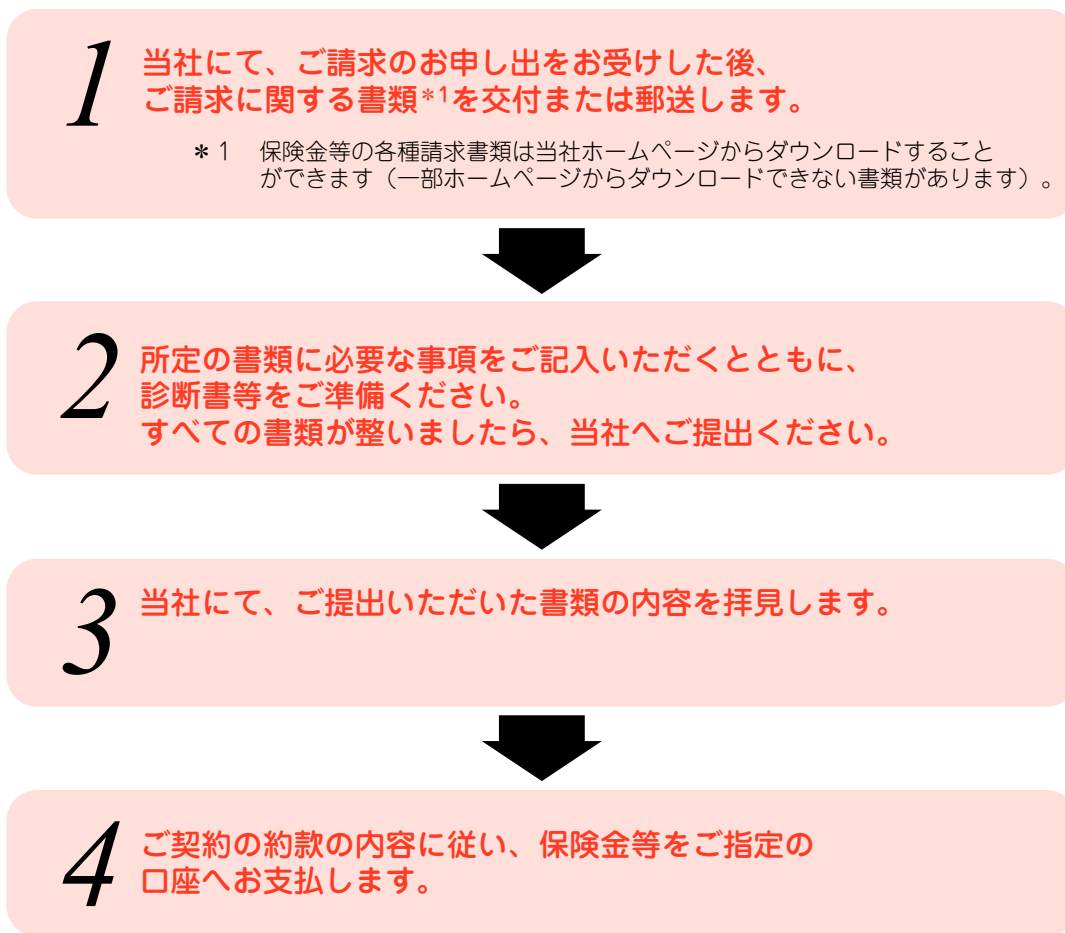 1
当社にて、ご請求のお申し出をお受けした後、
ご請求に関する書類*1を交付または郵送します。
*1 保険金等の各種請求書類は当社ホームページからダウンロードすること
ができます（一部ホームページからダウンロードできない書類があります）。
2
所定の書類に必要な事項をご記入いただくとともに、
診断書等をご準備ください。
すべての書類が整いましたら、当社へご提出ください。
3
当社にて、ご提出いただいた書類の内容を拝見します。
4
ご契約の約款の内容に従い、保険金等をご指定の
口座へお支払します。